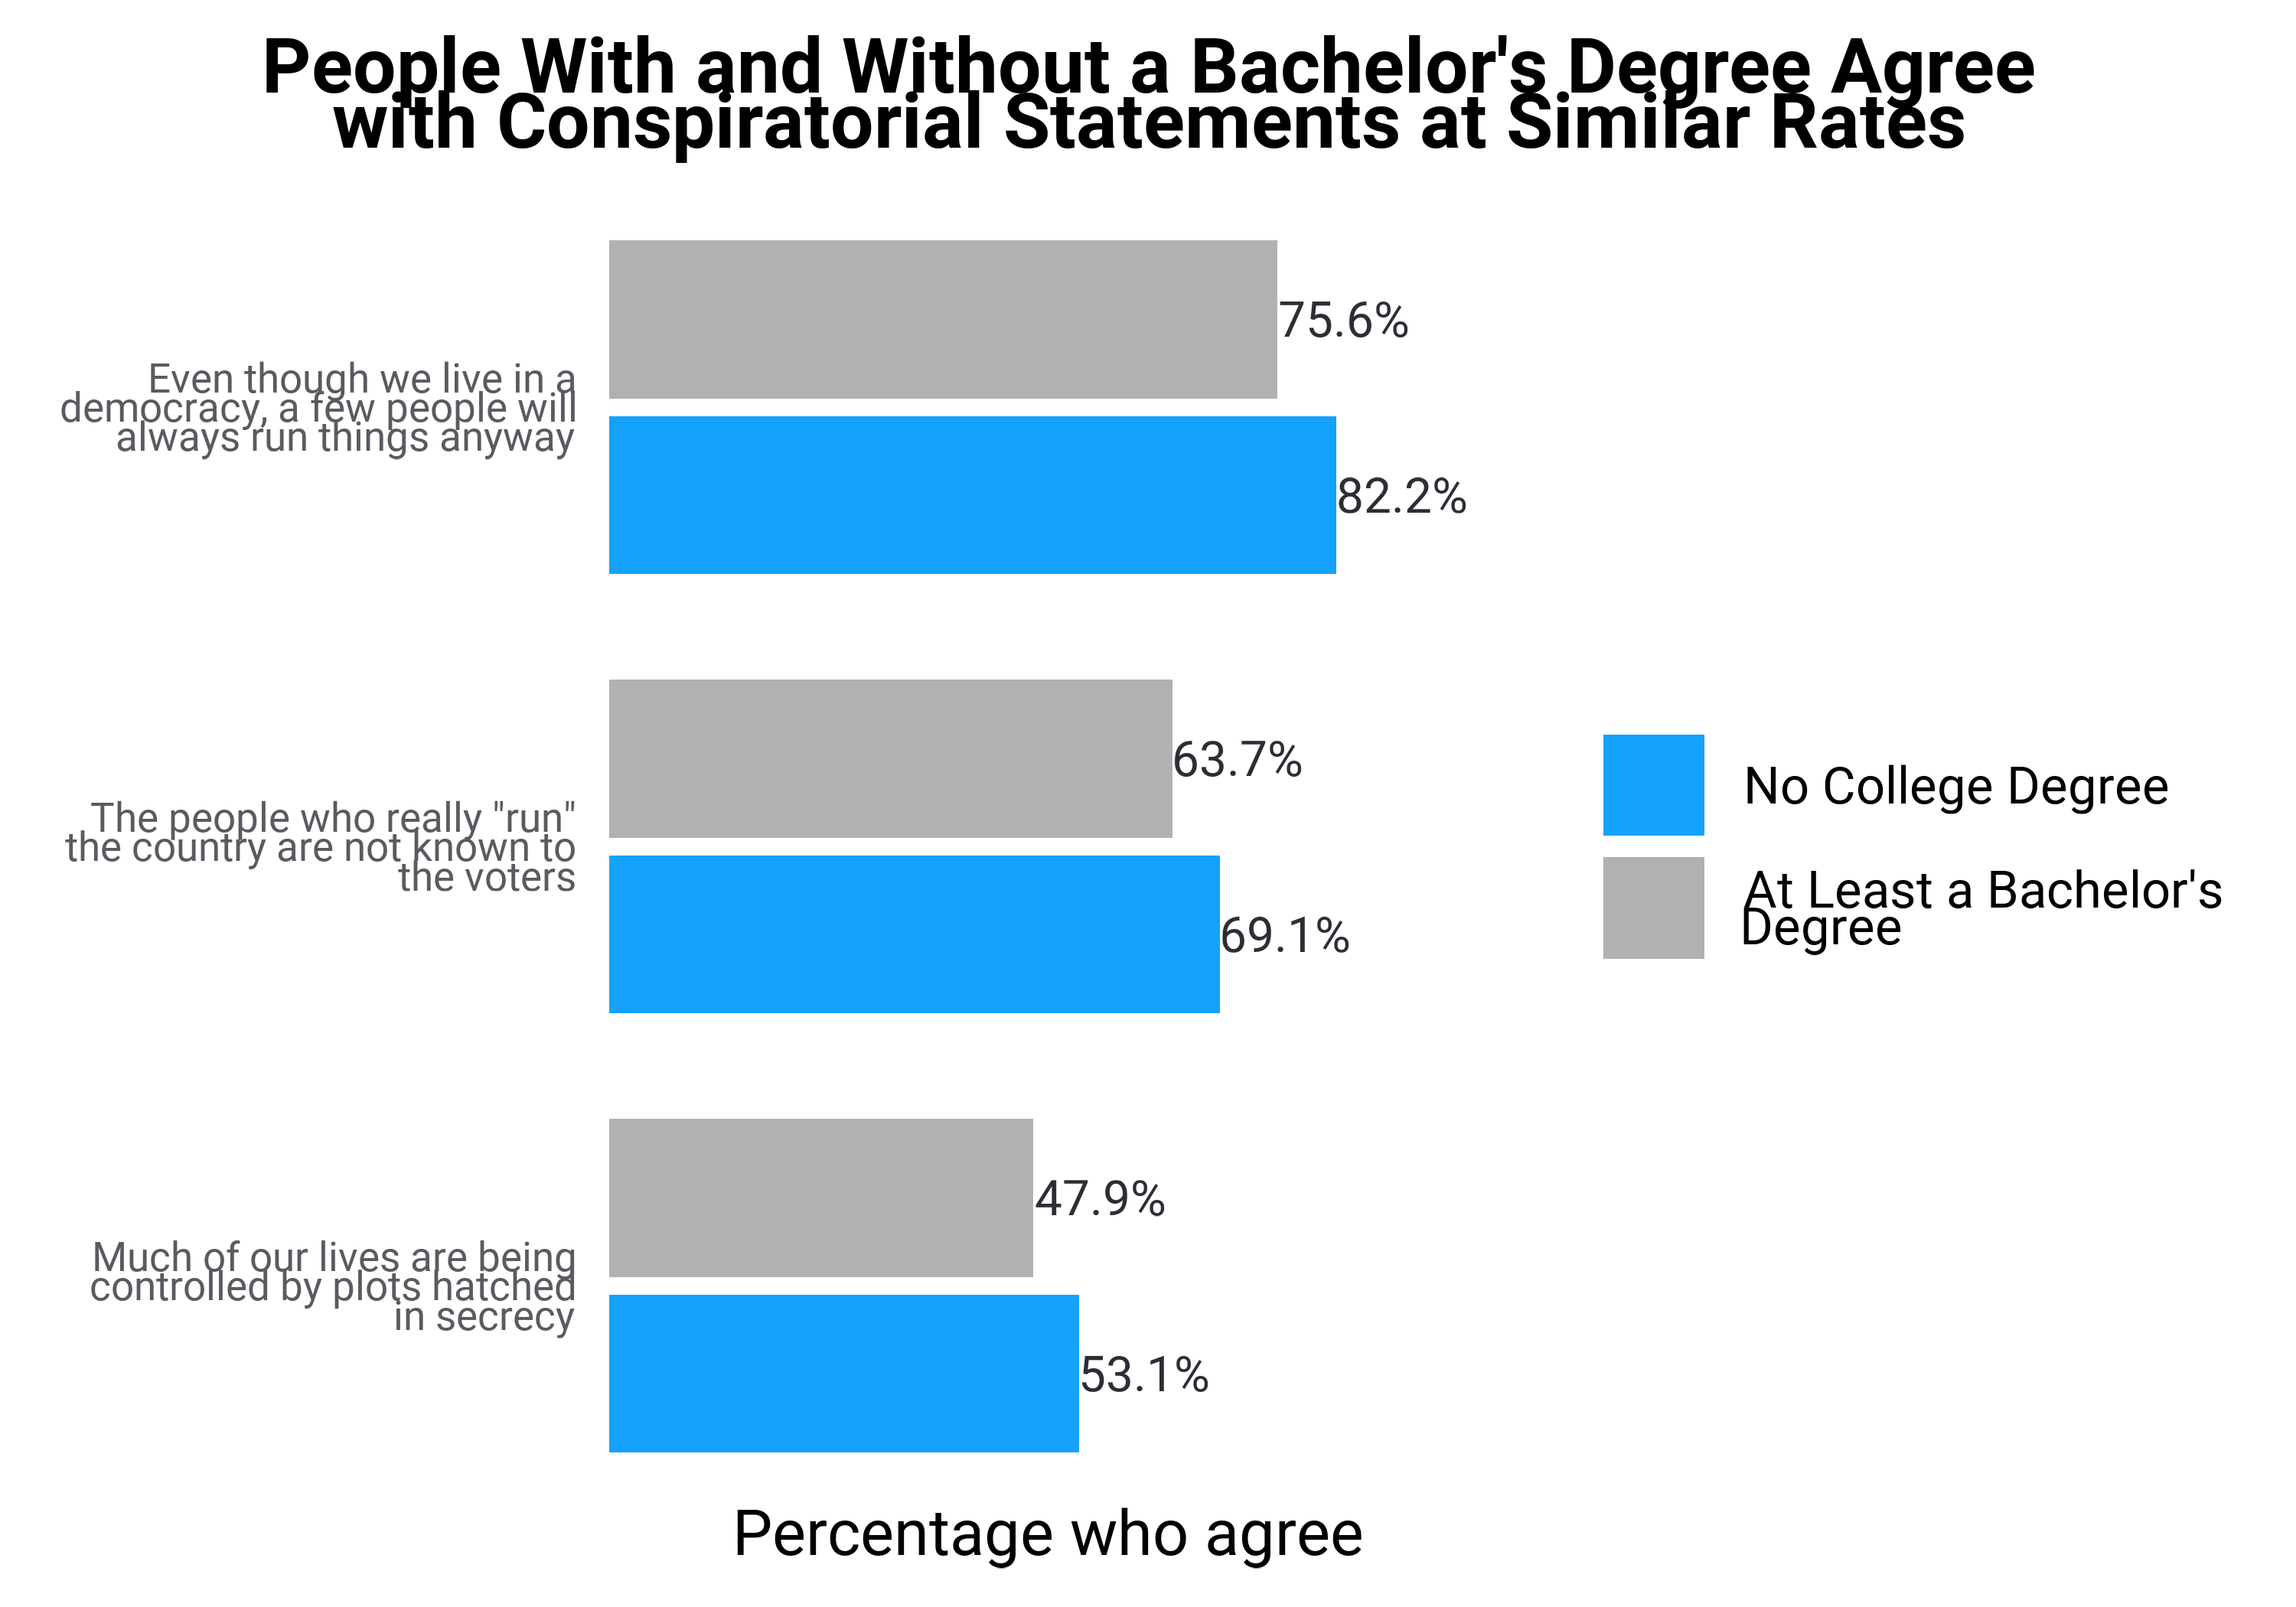 People With and Without a Bachelor's Degree Agree
with Conspiratorial Statements at Similar Rates
Even though we live in a
democracy, a few people will
always run things anyway
75.6%
82.2%
The people who really "run"
the country are not known to
the voters
63.7%
69.1%
Much of our lives are being
controlled by plots hatched
in secrecy
47.9%
53.1%
No College Degree
At Least a Bachelor's
Degree
Percentage who agree